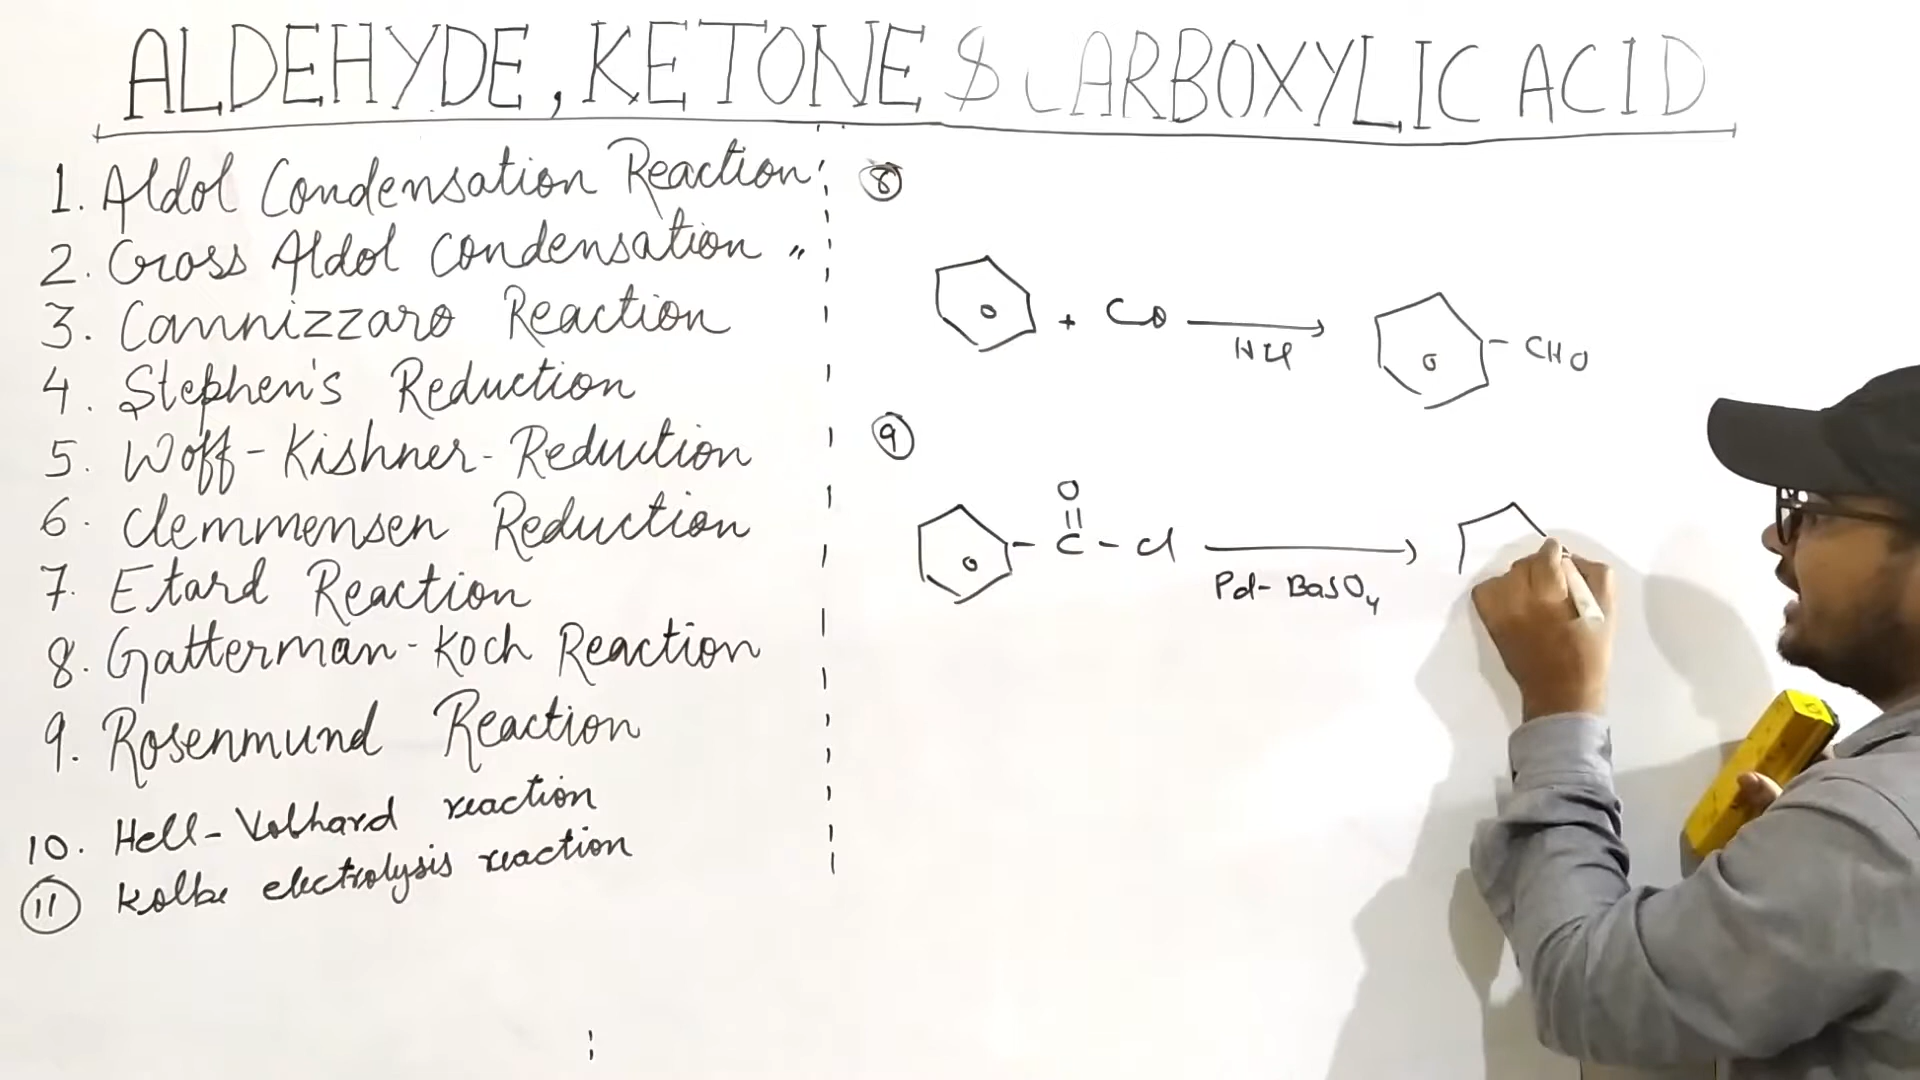 ALDEHYDE, KETONE $ CARBOXYLIC ACID
1. Aldol Condensation Reaction
2. Cross Aldol Condensation "
3. Cannizzaro Reaction
4. Stephen's Reduction
5. Woff-Kishner-Reduction
6. Clemmensen Reduction
7. Etard Reaction
8. Gatterman-Koch Reaction
9. Rosenmund Reaction
10. Hell-Volhard reaction
11 Kolbe electrolysis reaction
8
+ CO
HCl
- CHO
9
O
C - Cl
Pd- BaSO4